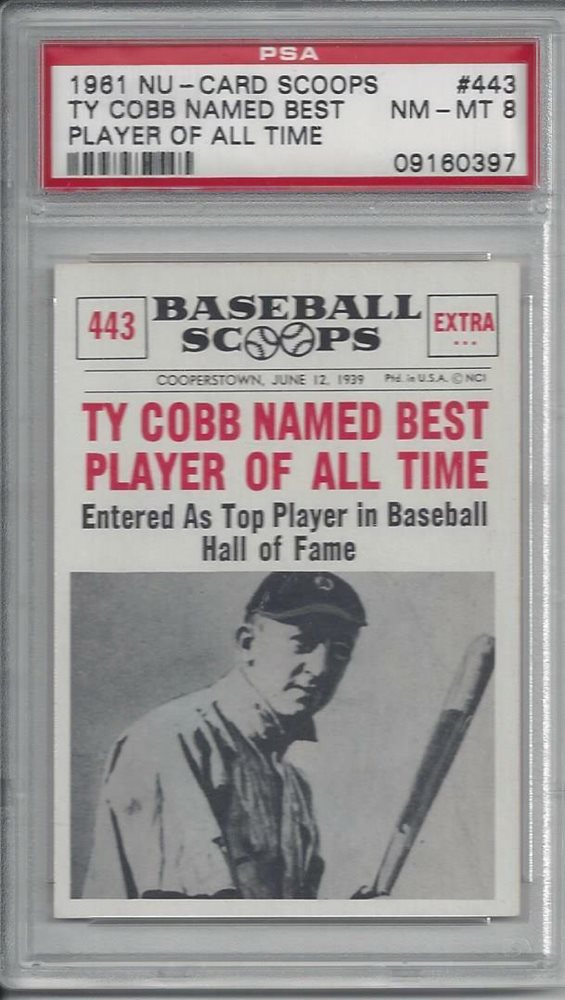 PSA
1961 NU-CARD SCOOPS #443
TY COBB NAMED BEST NM-MT 8
PLAYER OF ALL TIME
09160397
443 BASEBALL SCOOPS EXTRA
...
COOPERSTOWN, JUNE 12, 1939 Ptd. in U.S.A. © NCI
TY COBB NAMED BEST
PLAYER OF ALL TIME
Entered As Top Player in Baseball
Hall of Fame